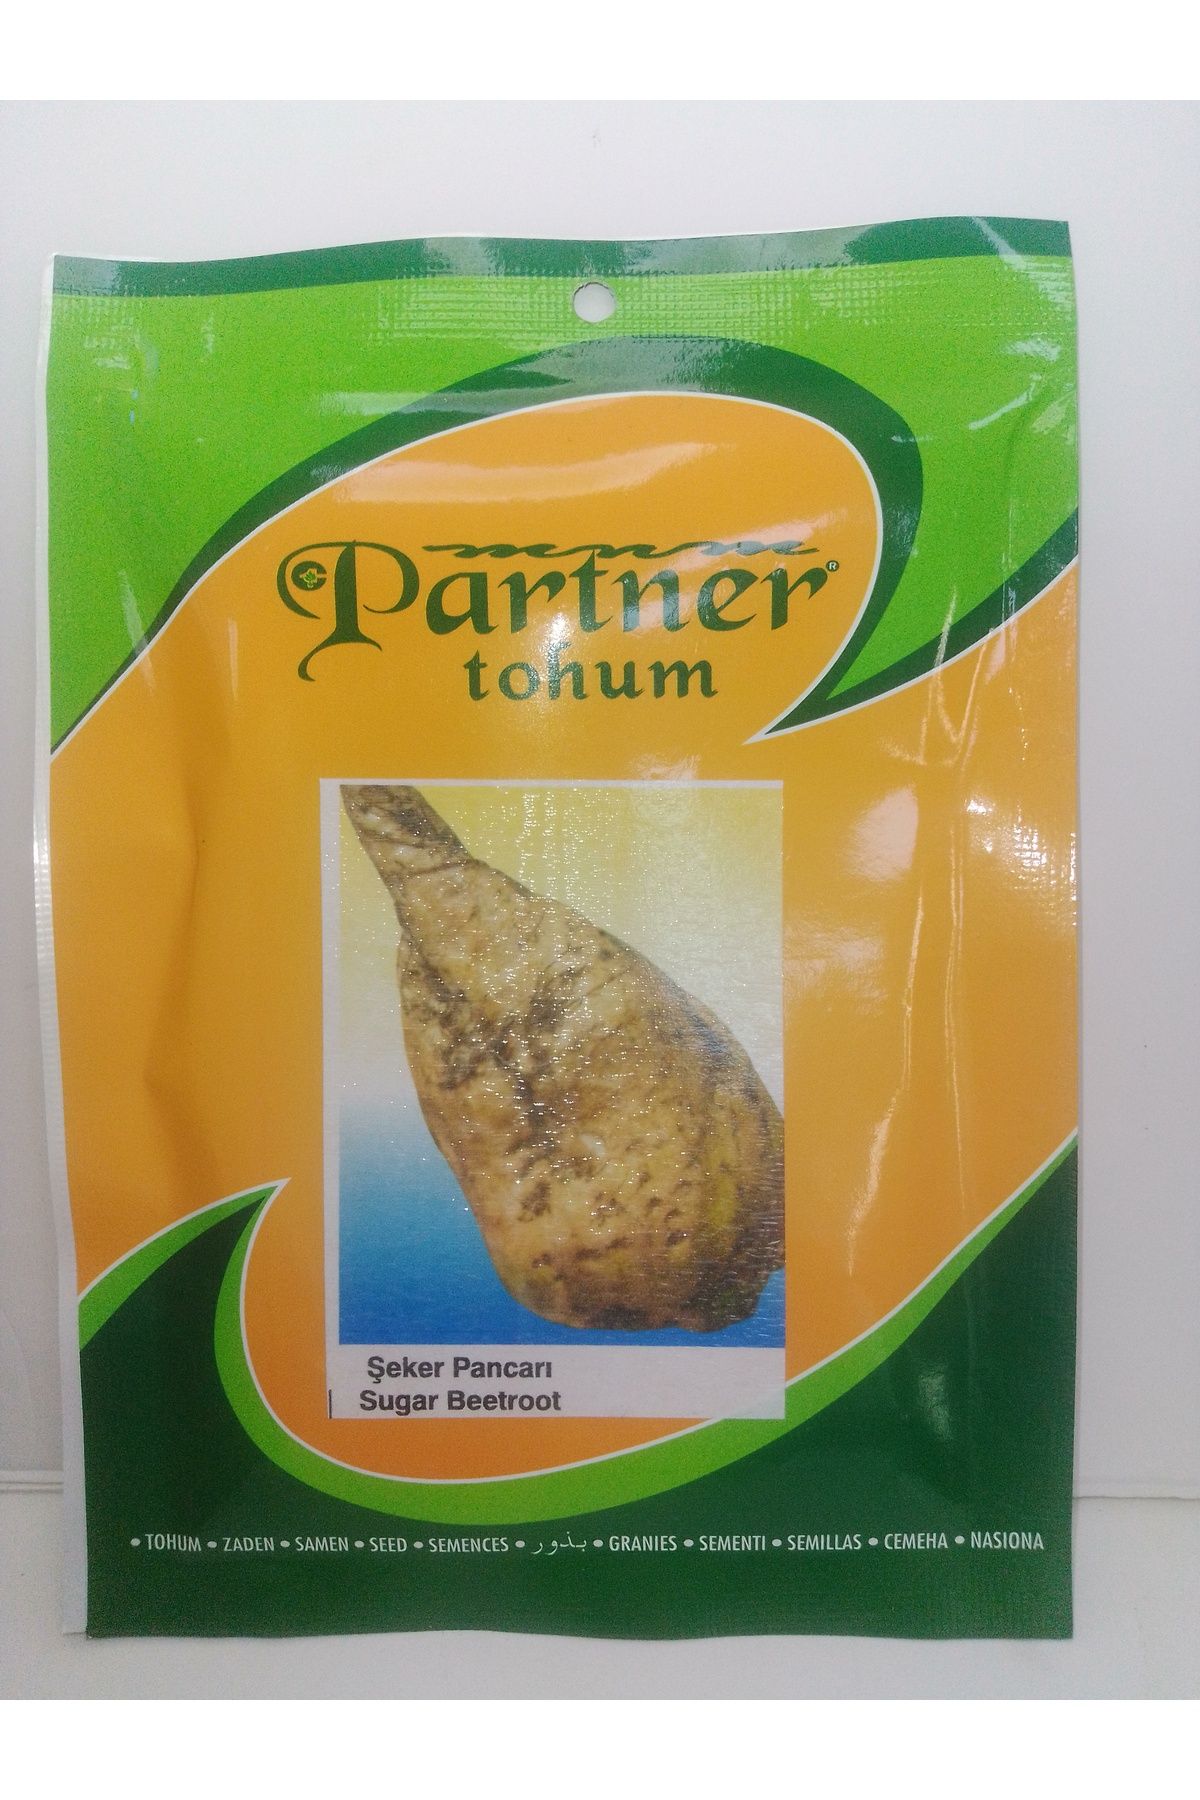 Partner®
tohum
Şeker Pancarı
Sugar Beetroot
• TOHUM • ZADEN • SAMEN • SEED • SEMENCES • بذور • GRANIES • SEMENTI • SEMILLAS • CEMEHA • NASIONA